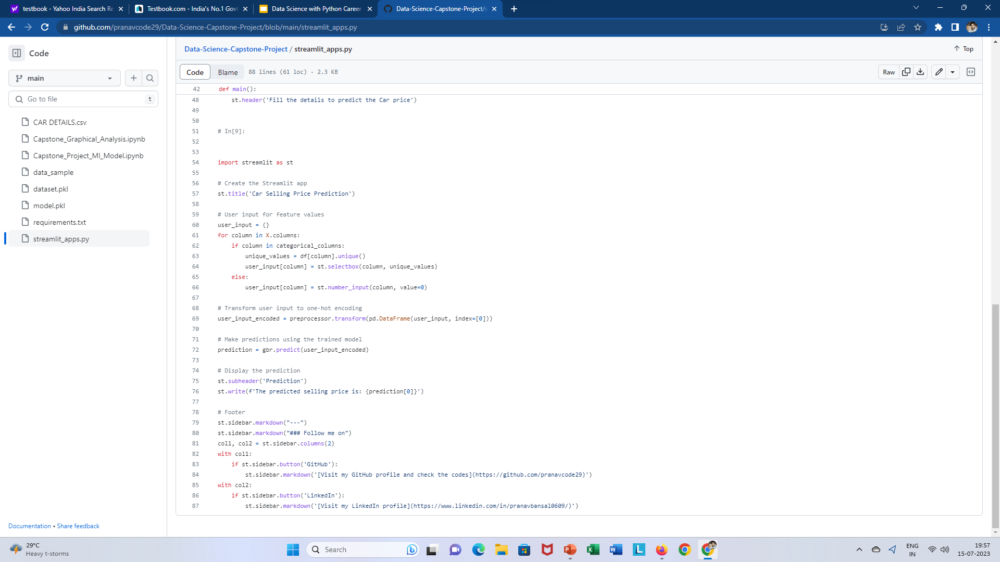 testbook - Yahoo India Search Re
Testbook.com - India's No.1 Govt
Data Science with Python Career
Data-Science-Capstone-Project/s
github.com/pranavcode29/Data-Science-Capstone-Project/blob/main/streamlit_apps.py
Code
main
Go to file
t
CAR DETAILS.csv
Capstone_Graphical_Analysis.ipynb
Capstone_Project_Ml_Model.ipynb
data_sample
dataset.pkl
model.pkl
requirements.txt
streamlit_apps.py
Documentation • Share feedback
Data-Science-Capstone-Project / streamlit_apps.py
Top
Code
Blame
88 lines (61 loc) · 2.3 KB
Raw
42 def main():
48 st.header('Fill the details to predict the Car price')
49
50
51 # In[9]:
52
53
54 import streamlit as st
55
56 # Create the Streamlit app
57 st.title('Car Selling Price Prediction')
58
59 # User input for feature values
60 user_input = {}
61 for column in X.columns:
62 if column in categorical_columns:
63 unique_values = df[column].unique()
64 user_input[column] = st.selectbox(column, unique_values)
65 else:
66 user_input[column] = st.number_input(column, value=0)
67
68 # Transform user input to one-hot encoding
69 user_input_encoded = preprocessor.transform(pd.DataFrame(user_input, index=[0]))
70
71 # Make predictions using the trained model
72 prediction = gbr.predict(user_input_encoded)
73
74 # Display the prediction
75 st.subheader('Prediction')
76 st.write(f'The predicted selling price is: {prediction[0]}')
77
78 # Footer
79 st.sidebar.markdown("---")
80 st.sidebar.markdown("### Follow me on")
81 col1, col2 = st.sidebar.columns(2)
82 with col1:
83 if st.sidebar.button('GitHub'):
84 st.sidebar.markdown('[Visit my GitHub profile and check the codes](https://github.com/pranavcode29)')
85 with col2:
86 if st.sidebar.button('LinkedIn'):
87 st.sidebar.markdown('[Visit my LinkedIn profile](https://www.linkedin.com/in/pranavbansal0609/)')
29°C
Heavy t-storms
Search
ENG
IN
19:57
15-07-2023